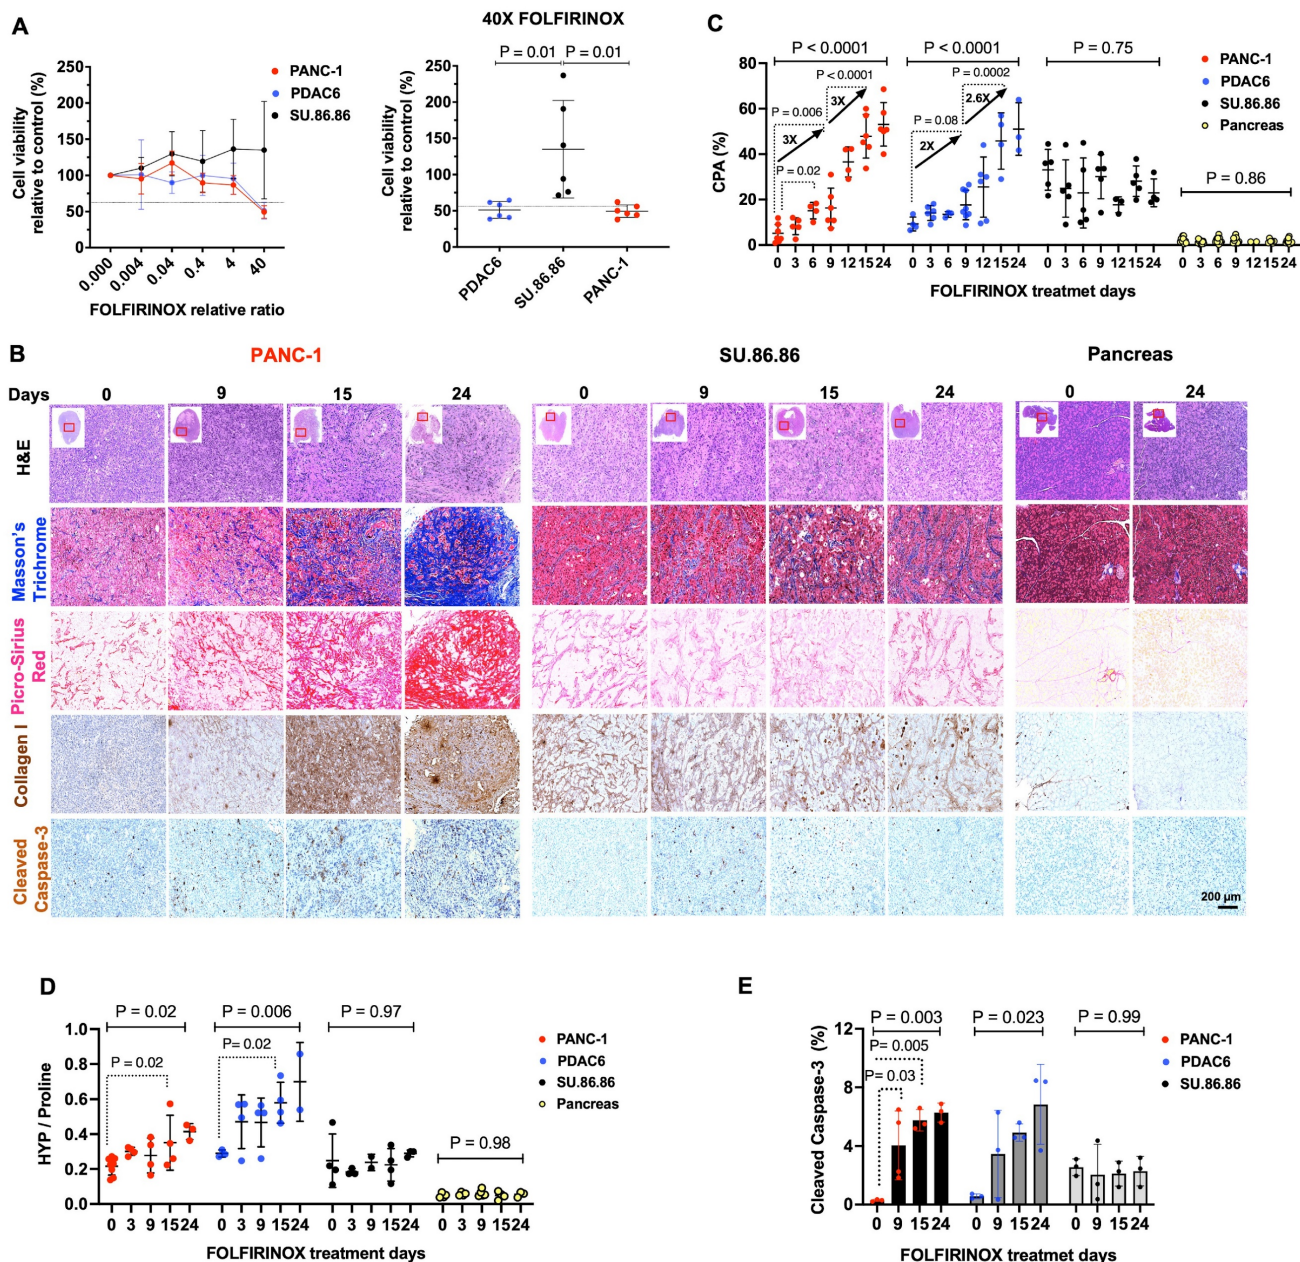 A
250
200
150
100
50
0
Cell viability
relative to control (%)
PANC-1
PDAC6
SU.86.86
0.000
0.004
0.04
0.4
4
40
FOLFIRINOX relative ratio
40X FOLFIRINOX
P = 0.01
P = 0.01
250
200
150
100
50
0
Cell viability
relative to control (%)
PDAC6
SU.86.86
PANC-1
C
P < 0.0001
P < 0.0001
P = 0.75
PANC-1
PDAC6
SU.86.86
Pancreas
P < 0.0001
P = 0.0002
P = 0.006
3X
3X
P = 0.08
2.6X
2X
P = 0.02
P = 0.86
80
60
40
20
0
CPA (%)
0 3 6 9 12 15 24
0 3 6 9 12 15 24
0 3 6 9 12 15 24
0 3 6 9 12 15 24
FOLFIRINOX treatmet days
B
PANC-1
SU.86.86
Pancreas
Days 0 9 15 24 0 9 15 24 0 24
H&E
Masson's
Trichrome
Picro-Sirius
Red
Collagen I
Cleaved
Caspase-3
200 µm
D
P = 0.02
P = 0.006
P = 0.97
P = 0.02
P = 0.02
P = 0.98
PANC-1
PDAC6
SU.86.86
Pancreas
1.0
0.8
0.6
0.4
0.2
0.0
HYP / Proline
0 3 9 15 24
0 3 9 15 24
0 3 9 15 24
0 3 9 15 24
FOLFIRINOX treatment days
E
P = 0.003
P = 0.023
P = 0.99
P = 0.005
P= 0.03
PANC-1
PDAC6
SU.86.86
12
8
4
0
Cleaved Caspase-3 (%)
0 9 15 24
0 9 15 24
0 9 15 24
FOLFIRINOX treatmet days